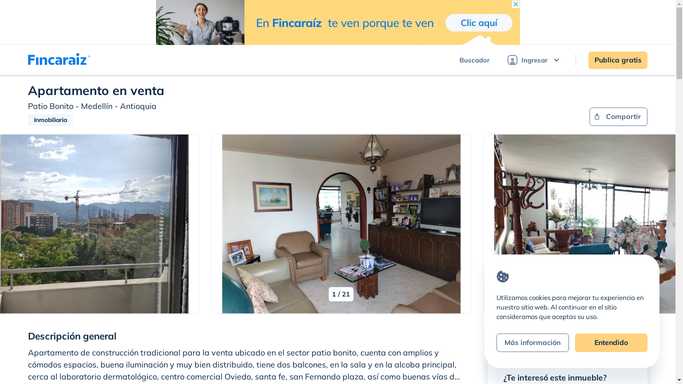 En Fincaraíz te ven porque te ven
Clic aquí
Fincaraíz
Buscador
Ingresar
Publica gratis
Apartamento en venta
Patio Bonito - Medellín - Antioquia
Inmobiliaria
Compartir
1 / 21
Utilizamos cookies para mejorar tu experiencia en
nuestro sitio web. Al continuar en el sitio
consideramos que aceptas su uso.
Más información
Entendido
Descripción general
Apartamento de construcción tradicional para la venta ubicado en el sector patio bonito, cuenta con amplios y
cómodos espacios, buena iluminación y muy bien distribuido, tiene dos balcones, en la sala y en la alcoba principal,
cerca al laboratorio dermatológico, centro comercial Oviedo, santa fe, san Fernando plaza, así como buenas vías d...
¿Te interesó este inmueble?